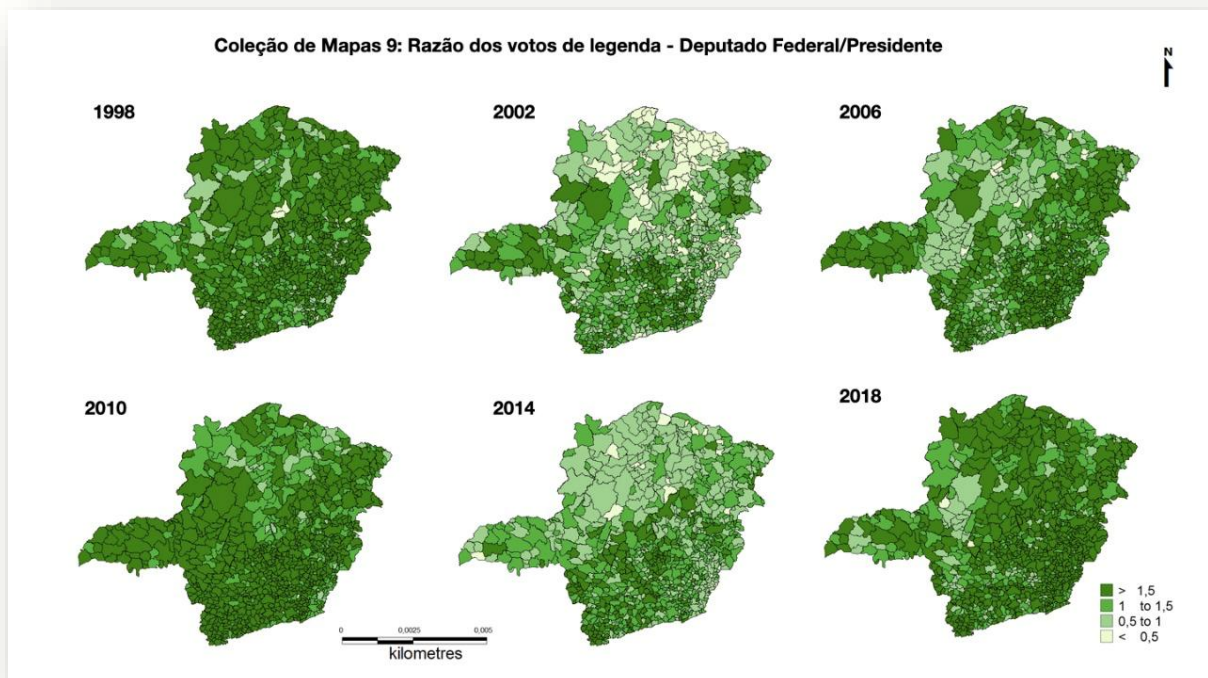 Coleção de Mapas 9: Razão dos votos de legenda - Deputado Federal/Presidente
N
1998
2002
2006
2010
2014
2018
> 1,5
1 to 1,5
0,5 to 1
< 0,5
0 0,0025 0,005
kilometres